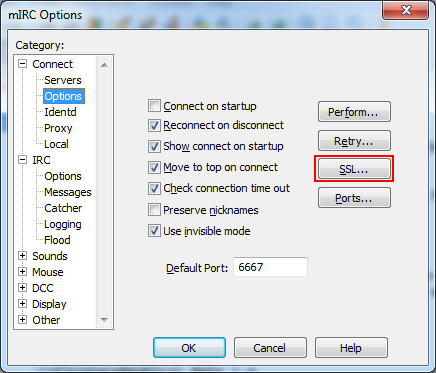 mIRC Options
Category:
Connect
Servers
Options
Identd
Proxy
Local
IRC
Options
Messages
Catcher
Logging
Flood
Sounds
Mouse
DCC
Display
Other
Connect on startup
Reconnect on disconnect
Show connect on startup
Move to top on connect
Check connection time out
Preserve nicknames
Use invisible mode
Default Port: 6667
Perform...
Retry...
SSL...
Ports...
OK Cancel Help